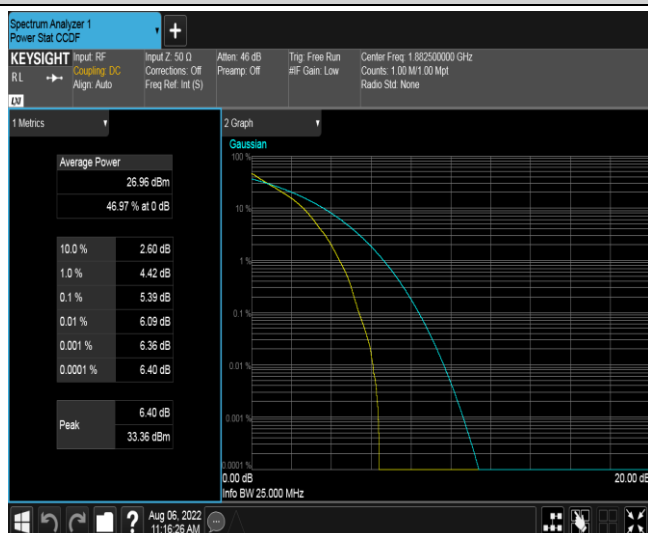 Spectrum Analyzer 1
Power Stat CCDF
+
KEYSIGHT
RL
LXI
Input: RF
Coupling: DC
Align: Auto
Input Z: 50 Ω
Corrections: Off
Freq Ref: Int (S)
Atten: 46 dB
Preamp: Off
Trig: Free Run
#IF Gain: Low
Center Freq: 1.882500000 GHz
Counts: 1.00 M/1.00 Mpt
Radio Std: None
1 Metrics
Average Power
26.96 dBm
46.97 % at 0 dB
10.0 % 2.60 dB
1.0 % 4.42 dB
0.1 % 5.39 dB
0.01 % 6.09 dB
0.001 % 6.36 dB
0.0001 % 6.40 dB
Peak
6.40 dB
33.36 dBm
2 Graph
Gaussian
100 %
10 %
1 %
0.1 %
0.01 %
0.001 %
0.0001 %
0.00 dB
20.00 dB
Info BW 25.000 MHz
?
Aug 06, 2022
11:16:26 AM